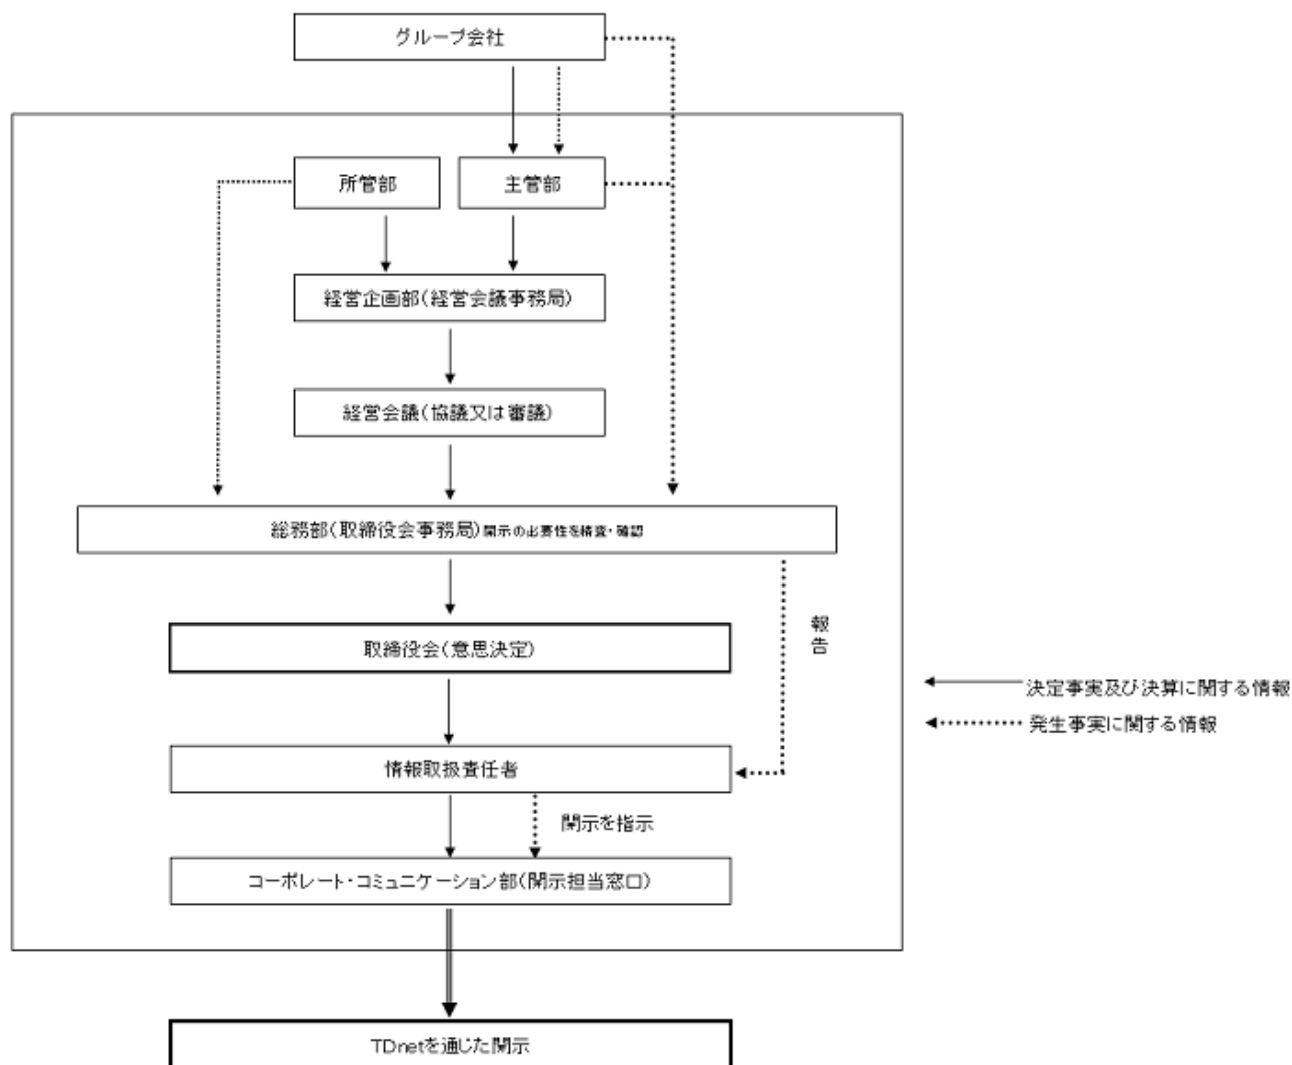 グループ会社
所管部
主管部
経営企画部(経営会議事務局)
経営会議(協議又は審議)
総務部(取締役会事務局)開示の必要性を精査・確認
取締役会(意思決定)
報告
決定事実及び決算に関する情報
発生事実に関する情報
情報取扱責任者
開示を指示
コーポレート・コミュニケーション部(開示担当窓口)
TDnetを通じた開示